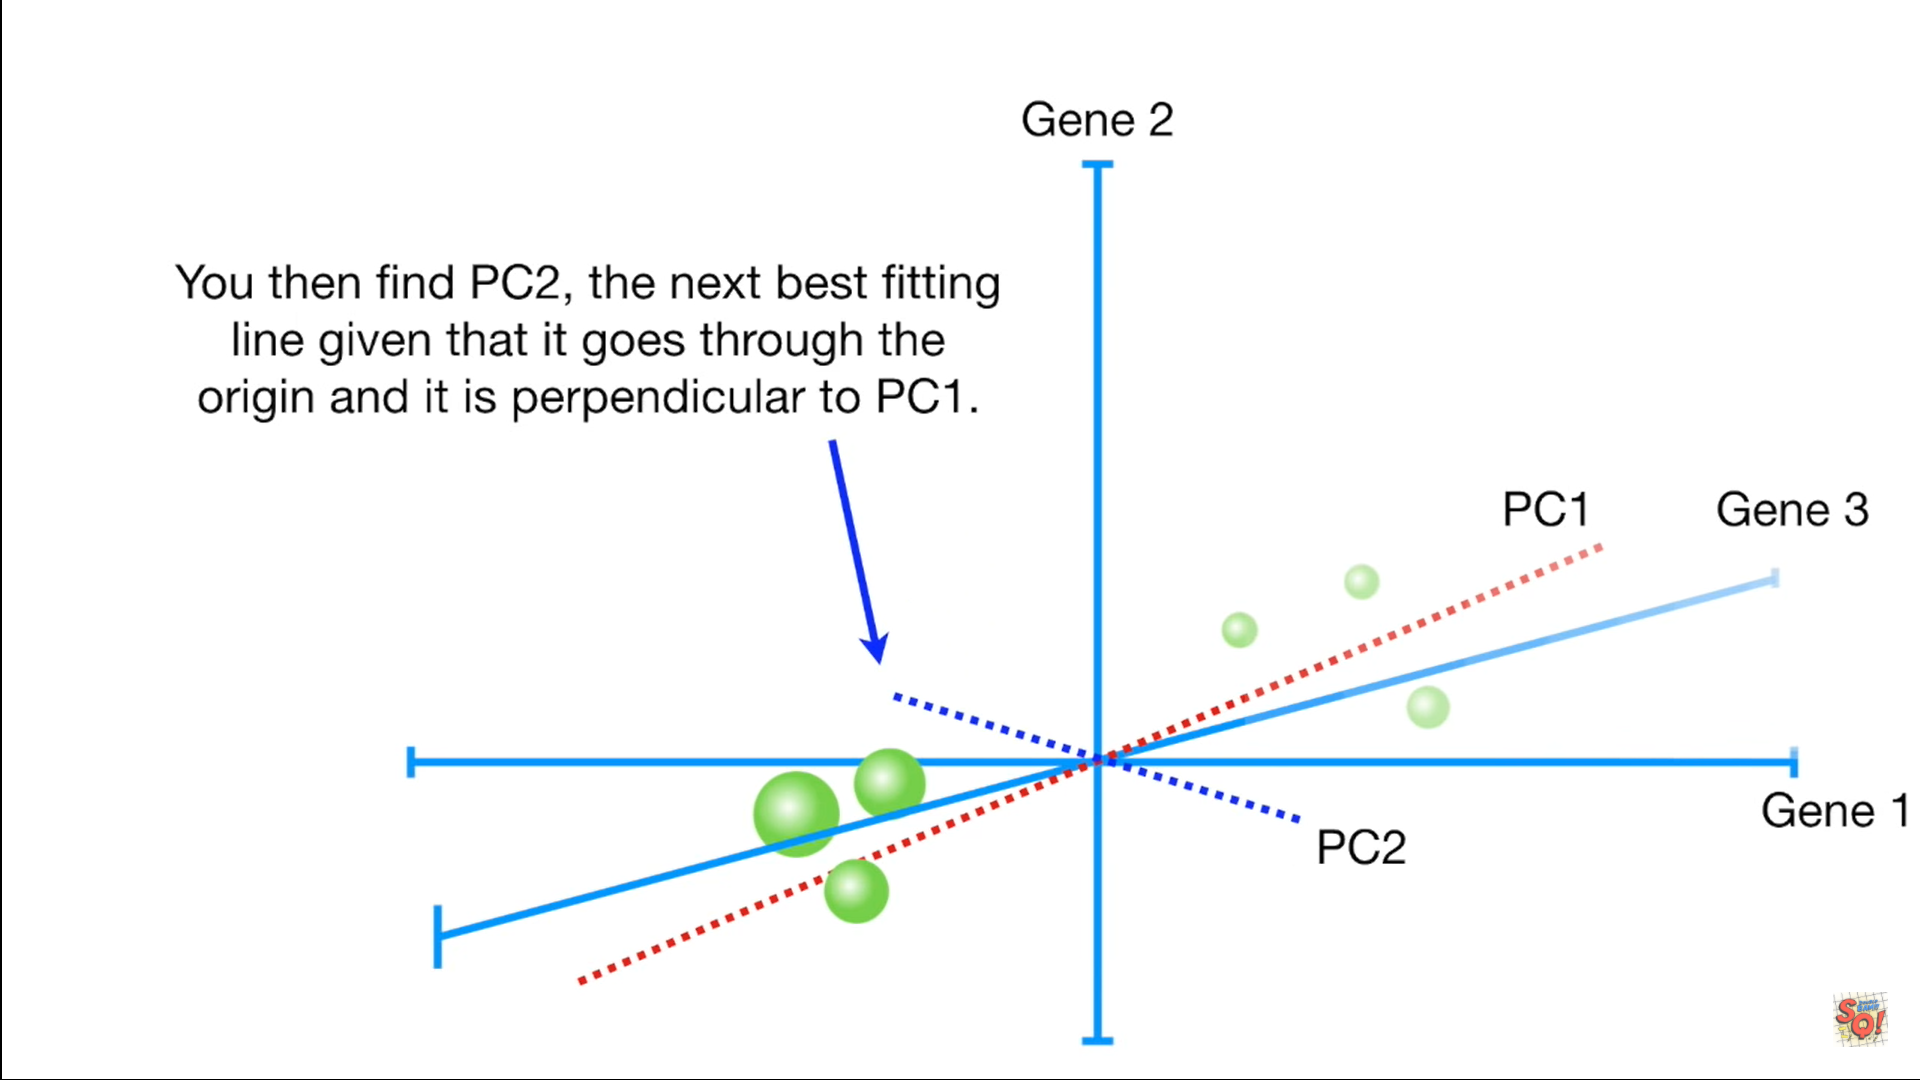 Gene 2
You then find PC2, the next best fitting
line given that it goes through the
origin and it is perpendicular to PC1.
PC1
Gene 3
Gene 1
PC2
SQ!